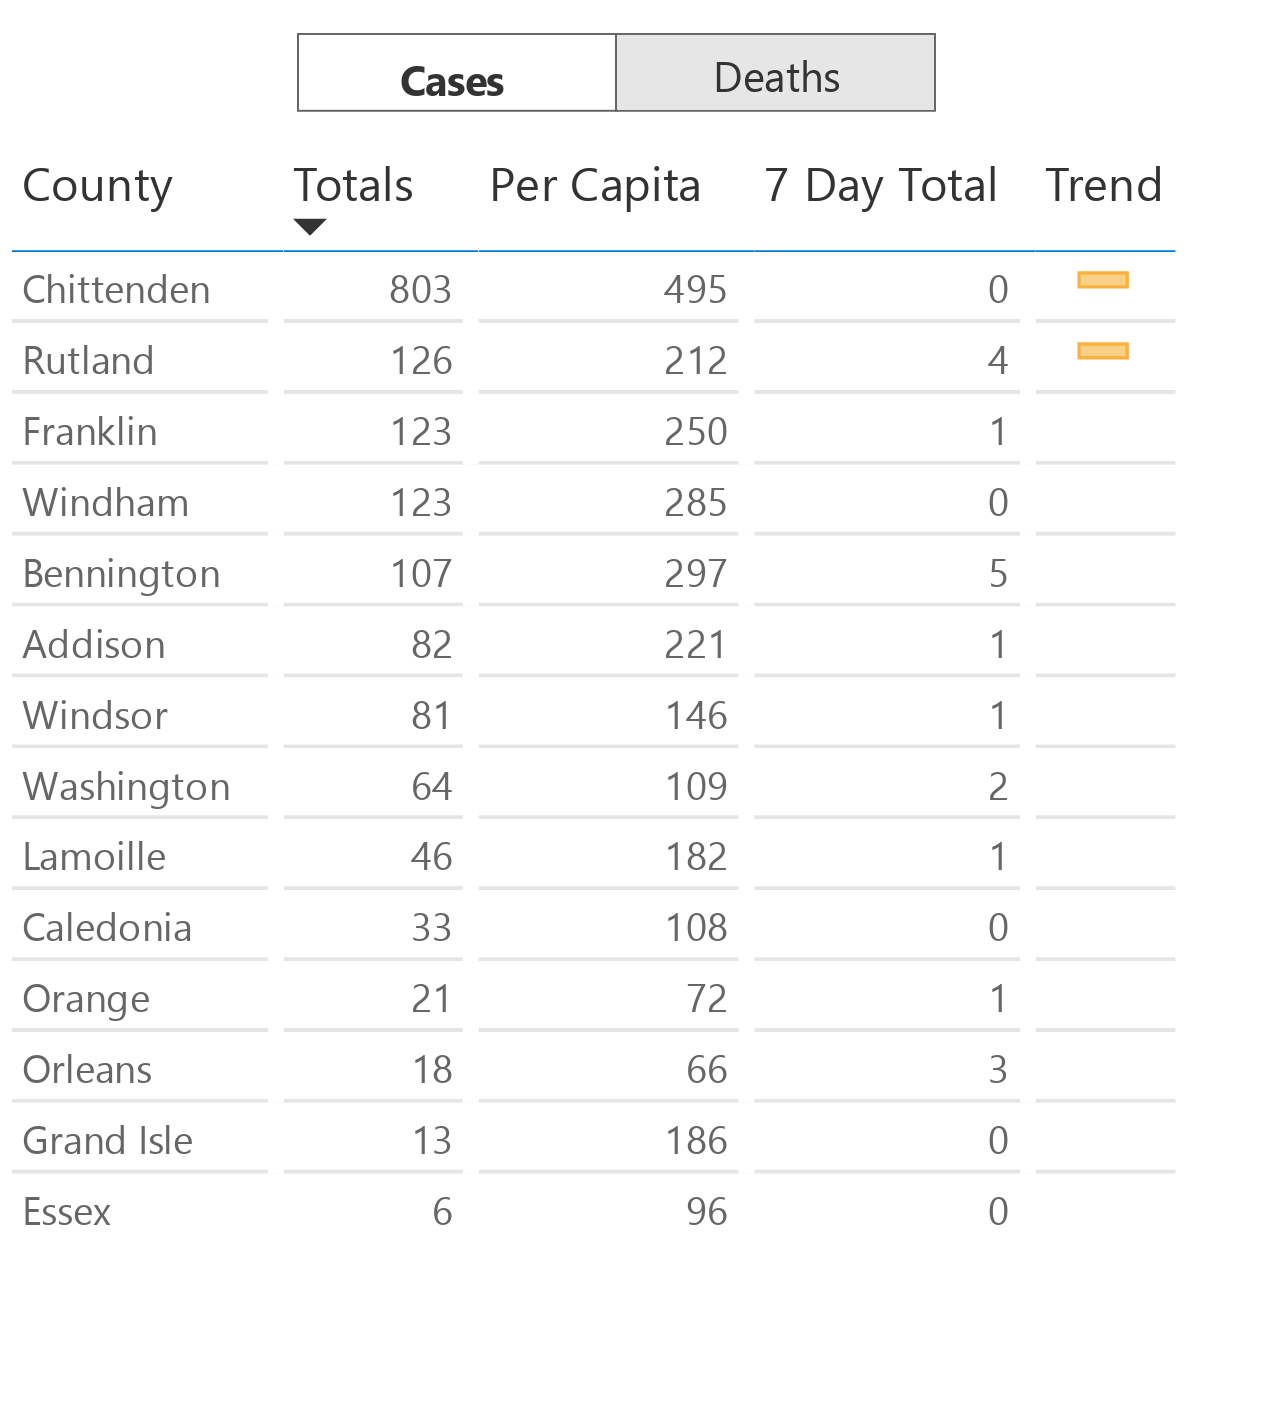 Cases Deaths
County Totals Per Capita 7 Day Total Trend
Chittenden 803 495 0
Rutland 126 212 4
Franklin 123 250 1
Windham 123 285 0
Bennington 107 297 5
Addison 82 221 1
Windsor 81 146 1
Washington 64 109 2
Lamoille 46 182 1
Caledonia 33 108 0
Orange 21 72 1
Orleans 18 66 3
Grand Isle 13 186 0
Essex 6 96 0